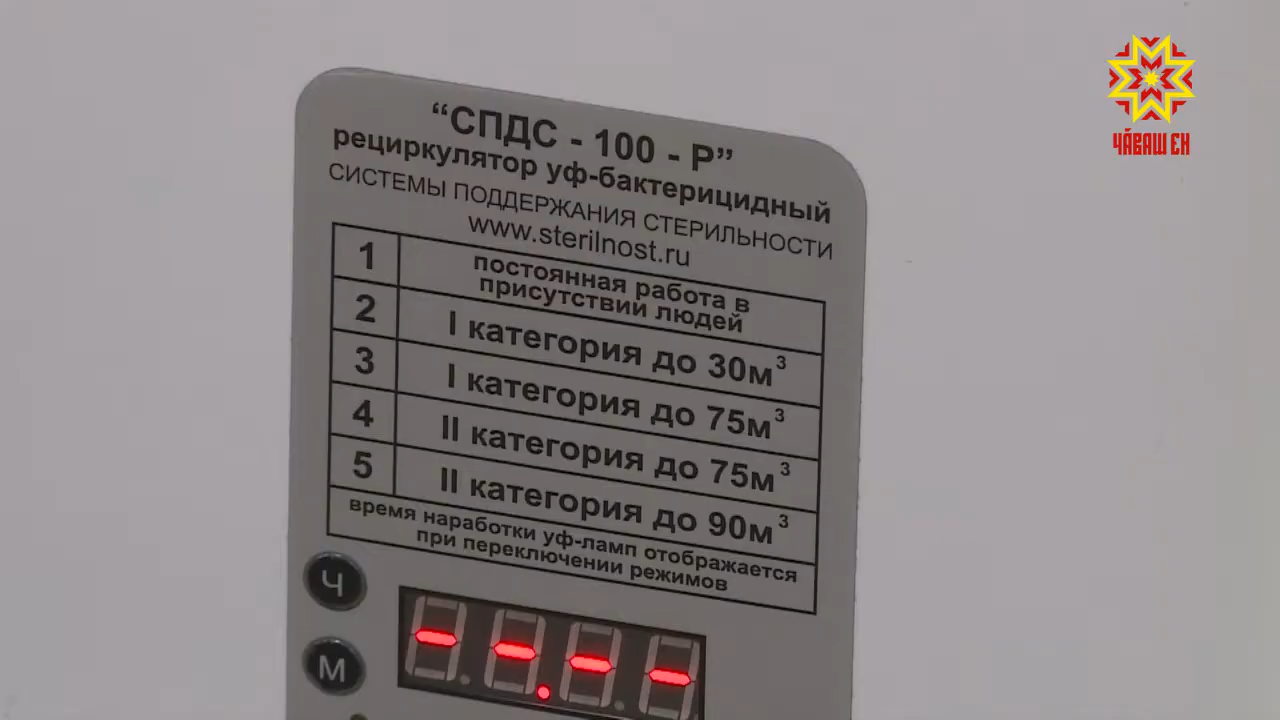 ЧӐВАШ ЕН
“СПДС - 100 - Р”
рециркулятор уф-бактерицидный
СИСТЕМЫ ПОДДЕРЖАНИЯ СТЕРИЛЬНОСТИ
www.sterilnost.ru
1 постоянная работа в
присутствии людей
2 I категория до 30м³
3 I категория до 75м³
4 II категория до 75м³
5 II категория до 90м³
время наработки уф-ламп отображается
при переключении режимов
Ч
- -. - -
М